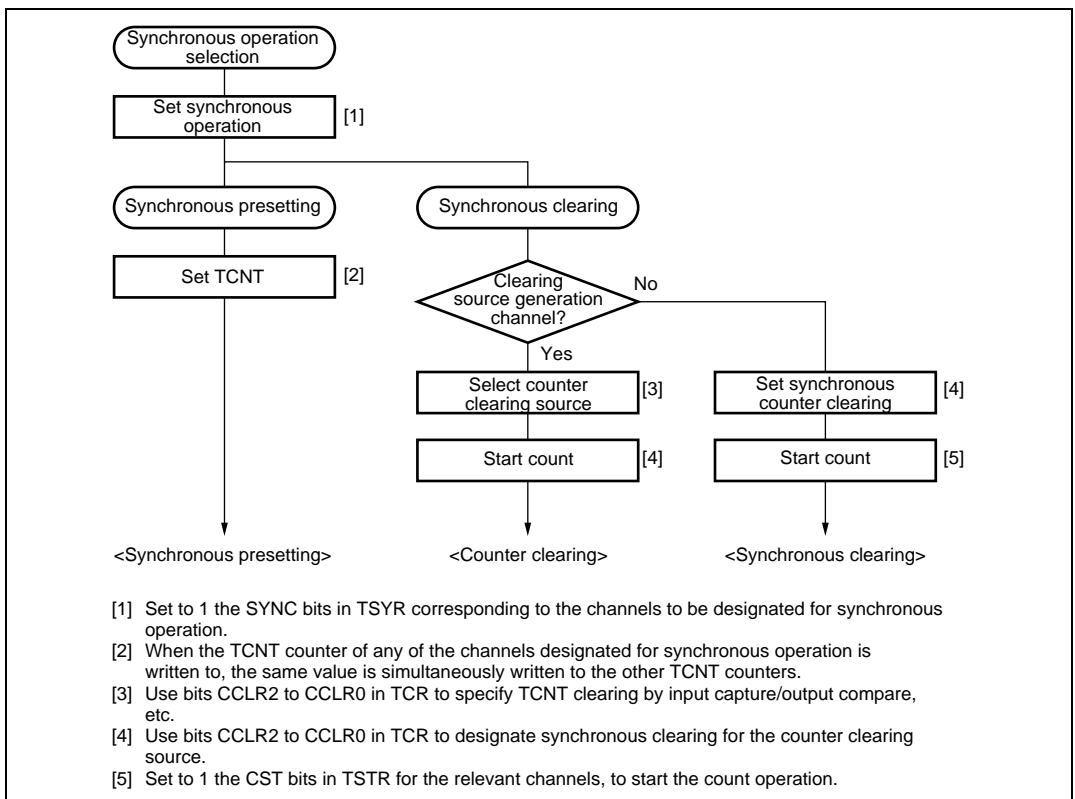 Synchronous operation
selection
Set synchronous
operation
[1]
Synchronous presetting
Synchronous clearing
Set TCNT
[2]
Clearing
source generation
channel?
No
Yes
Select counter
clearing source
[3]
Set synchronous
counter clearing
[4]
Start count
[4]
Start count
[5]
<Synchronous presetting>
<Counter clearing>
<Synchronous clearing>
[1] Set to 1 the SYNC bits in TSYR corresponding to the channels to be designated for synchronous
operation.
[2] When the TCNT counter of any of the channels designated for synchronous operation is
written to, the same value is simultaneously written to the other TCNT counters.
[3] Use bits CCLR2 to CCLR0 in TCR to specify TCNT clearing by input capture/output compare,
etc.
[4] Use bits CCLR2 to CCLR0 in TCR to designate synchronous clearing for the counter clearing
source.
[5] Set to 1 the CST bits in TSTR for the relevant channels, to start the count operation.